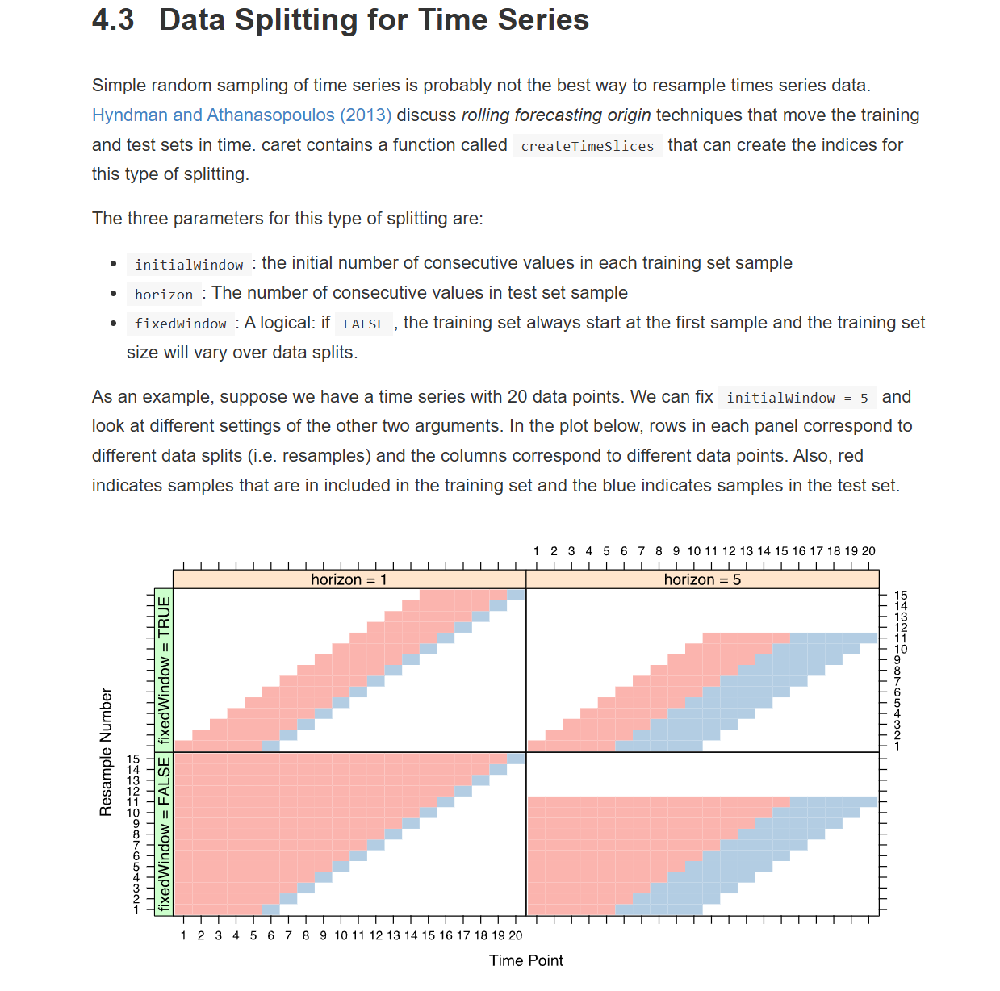 4.3 Data Splitting for Time Series
Simple random sampling of time series is probably not the best way to resample times series data.
Hyndman and Athanasopoulos (2013) discuss rolling forecasting origin techniques that move the training
and test sets in time. caret contains a function called createTimeSlices that can create the indices for
this type of splitting.
The three parameters for this type of splitting are:
• initialWindow : the initial number of consecutive values in each training set sample
• horizon : The number of consecutive values in test set sample
• fixedWindow : A logical: if FALSE , the training set always start at the first sample and the training set
size will vary over data splits.
As an example, suppose we have a time series with 20 data points. We can fix initialWindow = 5 and
look at different settings of the other two arguments. In the plot below, rows in each panel correspond to
different data splits (i.e. resamples) and the columns correspond to different data points. Also, red
indicates samples that are in included in the training set and the blue indicates samples in the test set.
1 2 3 4 5 6 7 8 9 10 11 12 13 14 15 16 17 18 19 20
horizon = 1
horizon = 5
fixedWindow = TRUE
15
14
13
12
11
10
9
8
7
6
5
4
3
2
1
Resample Number
fixedWindow = FALSE
15
14
13
12
11
10
9
8
7
6
5
4
3
2
1
1 2 3 4 5 6 7 8 9 10 11 12 13 14 15 16 17 18 19 20
Time Point